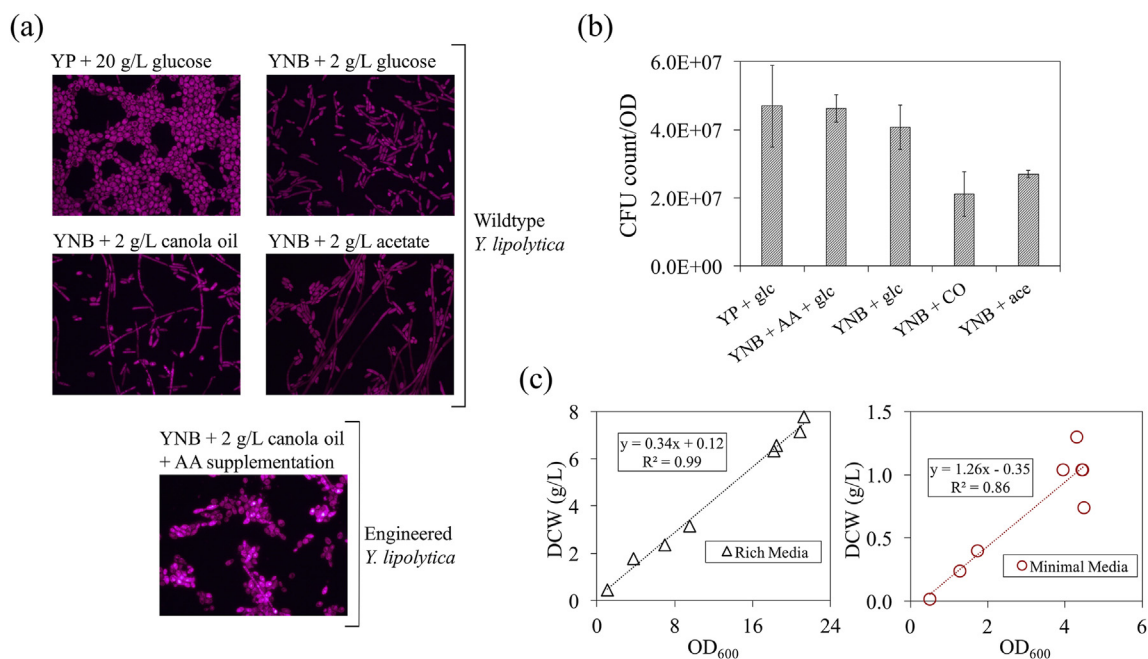 (a)
YP + 20 g/L glucose
YNB + 2 g/L glucose
YNB + 2 g/L canola oil
YNB + 2 g/L acetate
Wildtype
Y. lipolytica
YNB + 2 g/L canola oil
+ AA supplementation
Engineered
Y. lipolytica
(b)
CFU count/OD
6.0E+07
4.0E+07
2.0E+07
0.0E+00
YP + glc
YNB + AA + glc
YNB + glc
YNB + CO
YNB + ace
(c)
DCW (g/L)
8
6
4
2
0
y = 0.34x + 0.12
R² = 0.99
Rich Media
0
8
16
24
OD600
DCW (g/L)
1.5
1.0
0.5
0.0
y = 1.26x - 0.35
R² = 0.86
Minimal Media
0
2
4
6
OD600